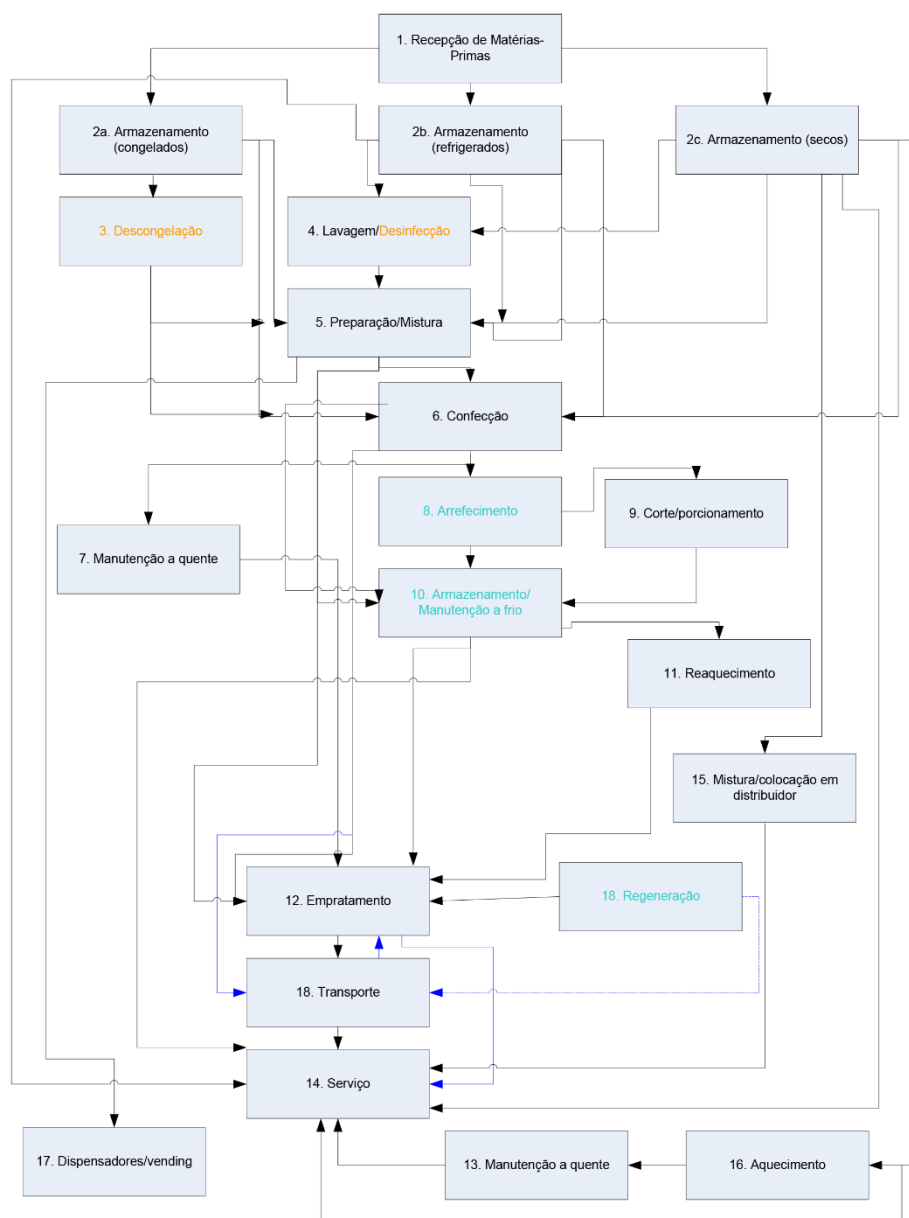 1. Recepção de Matérias-
Primas
2a. Armazenamento
(congelados)
2b. Armazenamento
(refrigerados)
2c. Armazenamento (secos)
3. Descongelação
4. Lavagem/Desinfecção
5. Preparação/Mistura
6. Confecção
8. Arrefecimento
9. Corte/porcionamento
7. Manutenção a quente
10. Armazenamento/
Manutenção a frio
11. Reaquecimento
15. Mistura/colocação em
distribuidor
12. Empratamento
18. Regeneração
18. Transporte
14. Serviço
17. Dispensadores/vending
13. Manutenção a quente
16. Aquecimento